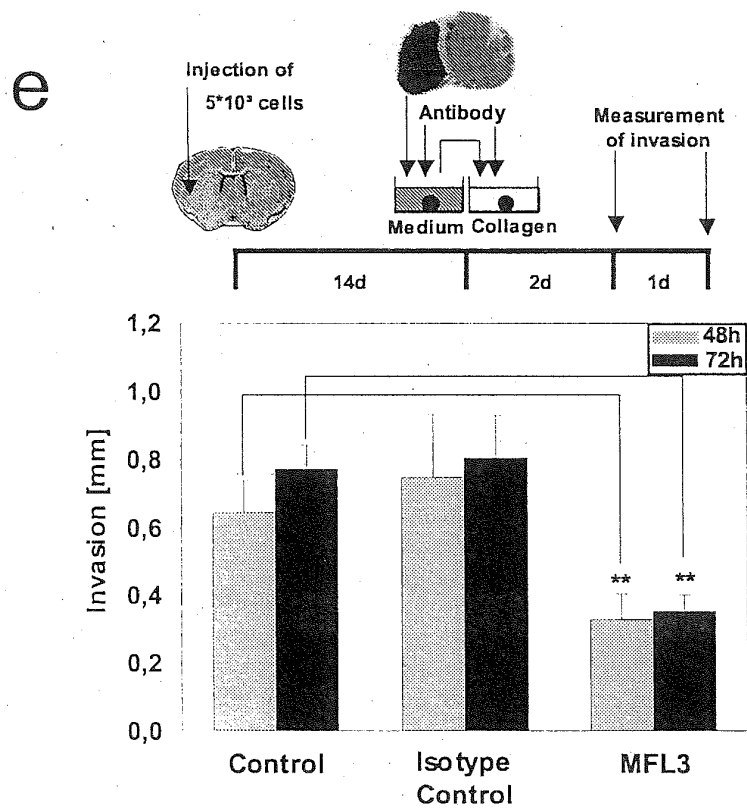 e
Injection of
5*10³ cells
Antibody
Measurement
of invasion
Medium Collagen
14d
2d
1d
1,2
1,0
0,8
0,6
0,4
0,2
0,0
Invasion [mm]
48h
72h
**
**
Control
Isotype
Control
MFL3